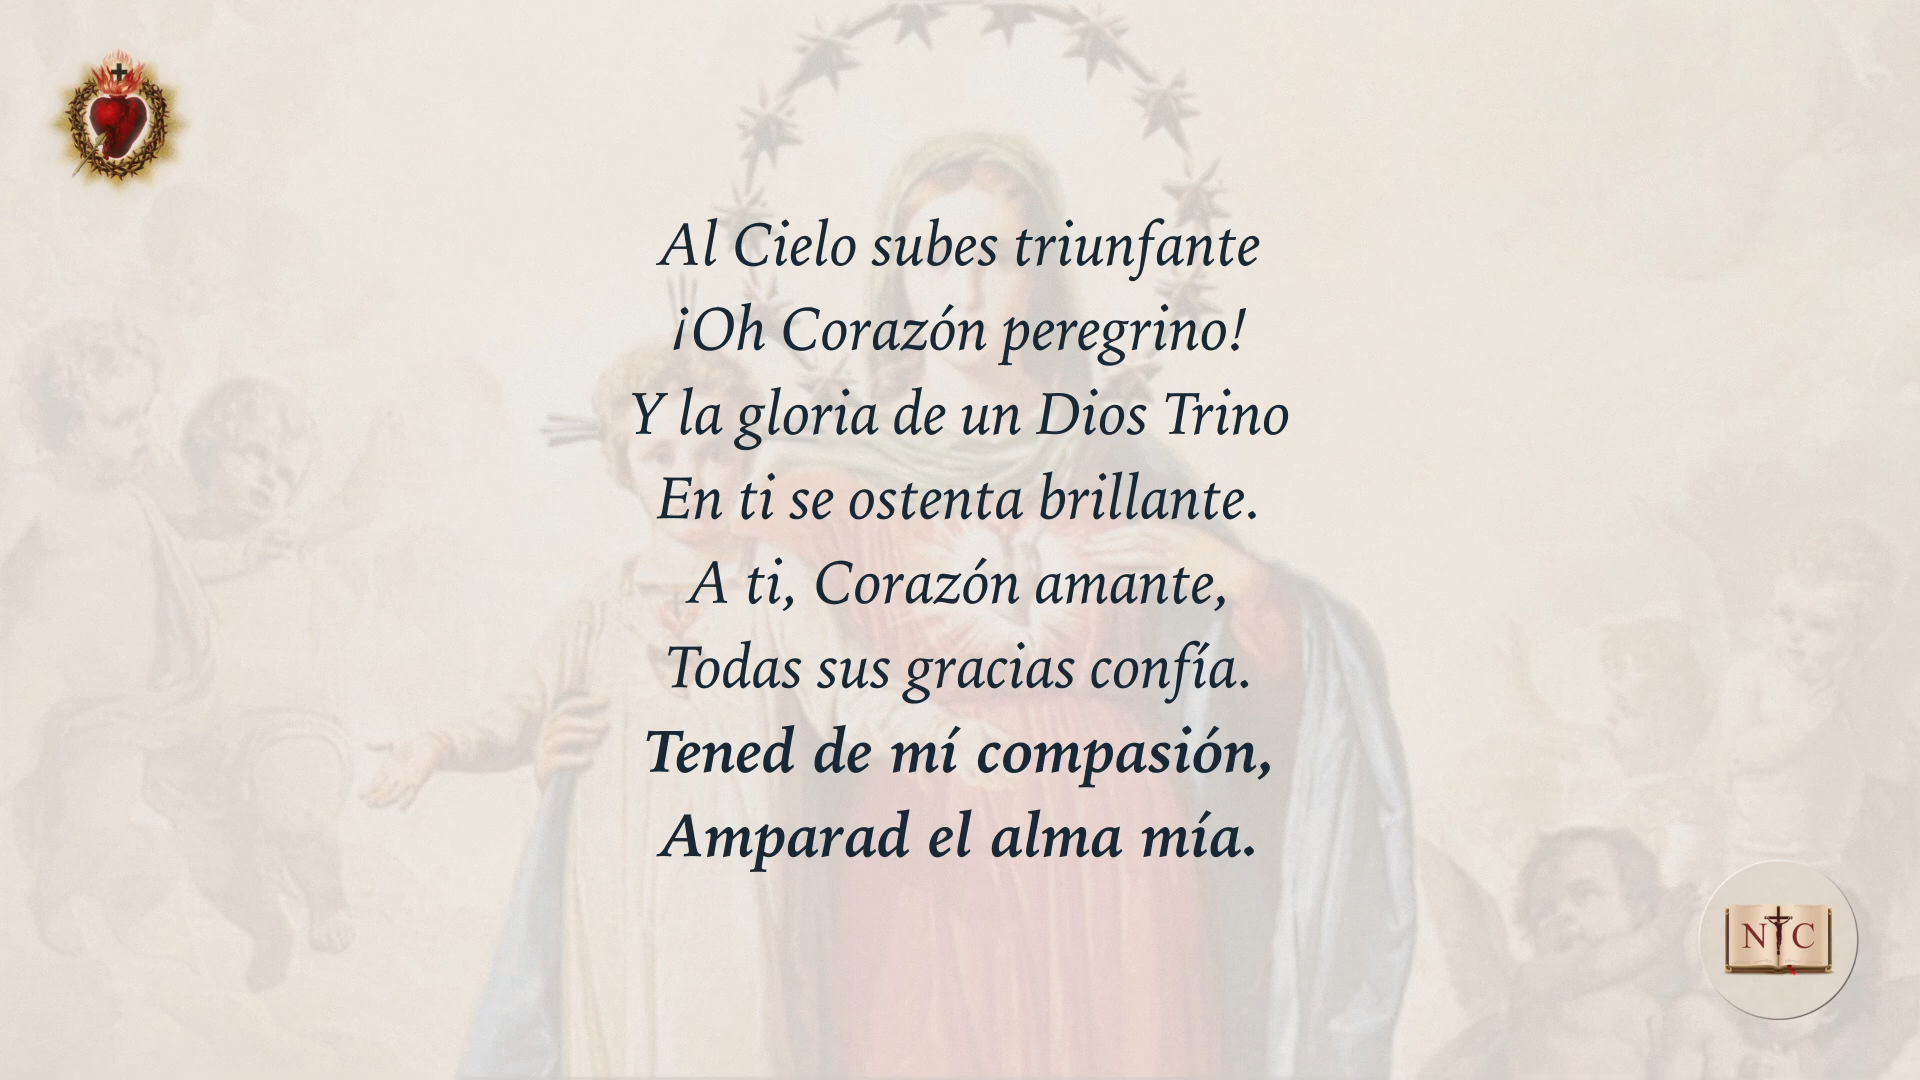 Al Cielo subes triunfante
¡Oh Corazón peregrino!
Y la gloria de un Dios Trino
En ti se ostenta brillante.
A ti, Corazón amante,
Todas sus gracias confía.
Tened de mí compasión,
Amparad el alma mía.
N C